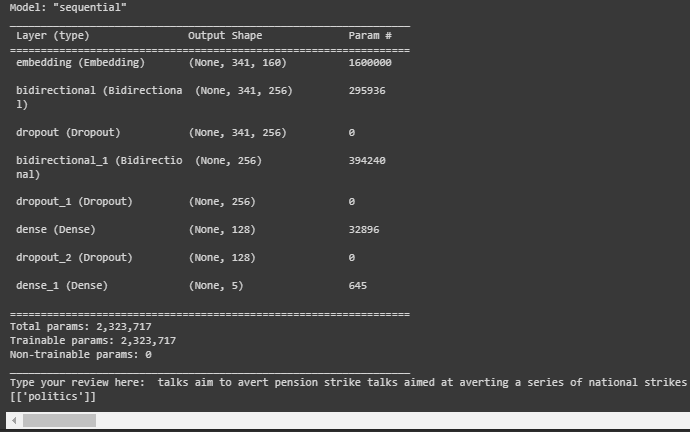 Model: "sequential"
Layer (type) Output Shape Param #
embedding (Embedding) (None, 341, 160) 1600000
bidirectional (Bidirectiona (None, 341, 256) 295936
l)
dropout (Dropout) (None, 341, 256) 0
bidirectional_1 (Bidirectio (None, 256) 394240
nal)
dropout_1 (Dropout) (None, 256) 0
dense (Dense) (None, 128) 32896
dropout_2 (Dropout) (None, 128) 0
dense_1 (Dense) (None, 5) 645
Total params: 2,323,717
Trainable params: 2,323,717
Non-trainable params: 0
Type your review here: talks aim to avert pension strike talks aimed at averting a series of national strikes
[['politics']]